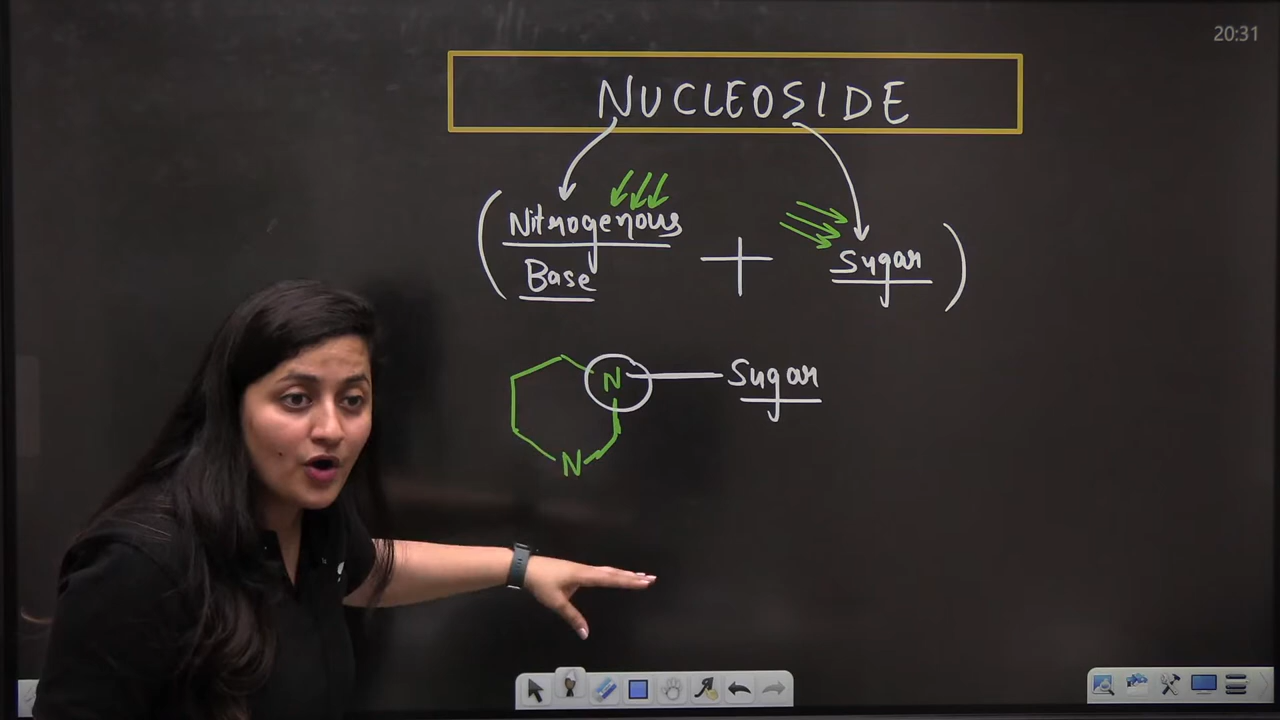 20:31
NUCLEOSIDE
(Nitrogenous Base + Sugar)
N — Sugar
N